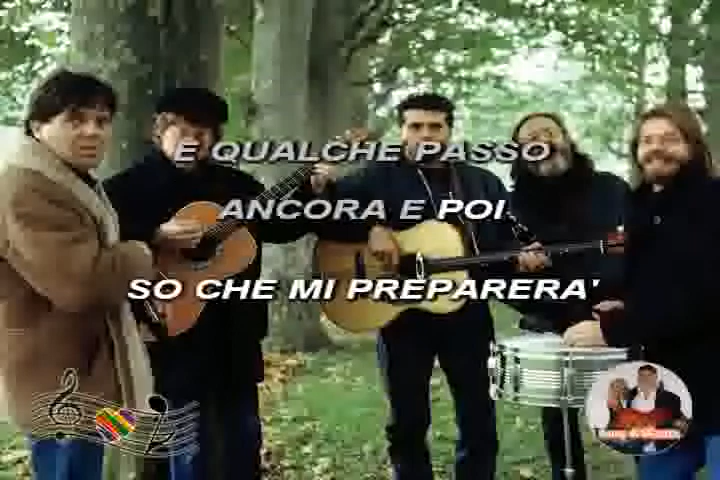 E QUALCHE PASSO
ANCORA E POI
SO CHE MI PREPARERA'